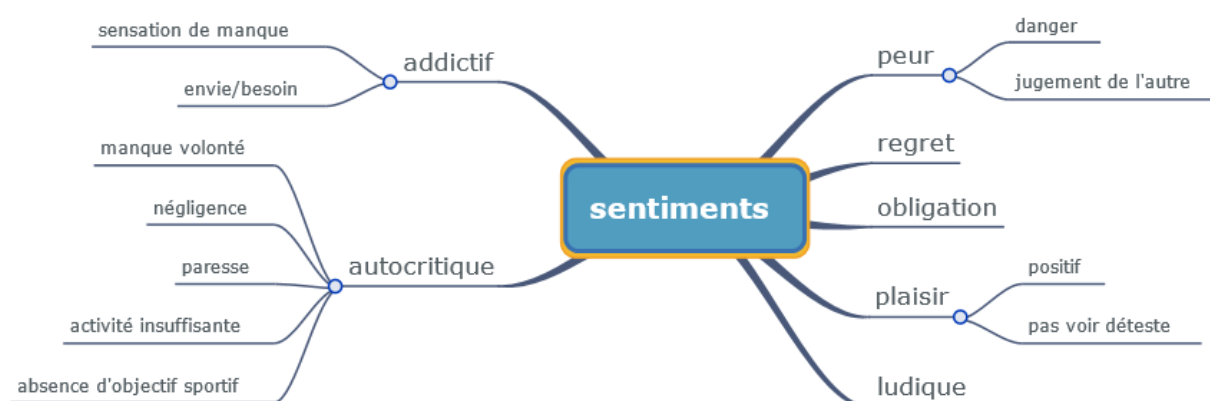 sentiments
addictif
sensation de manque
envie/besoin
autocritique
manque volonté
négligence
paresse
activité insuffisante
absence d'objectif sportif
peur
danger
jugement de l'autre
regret
obligation
plaisir
positif
pas voir déteste
ludique